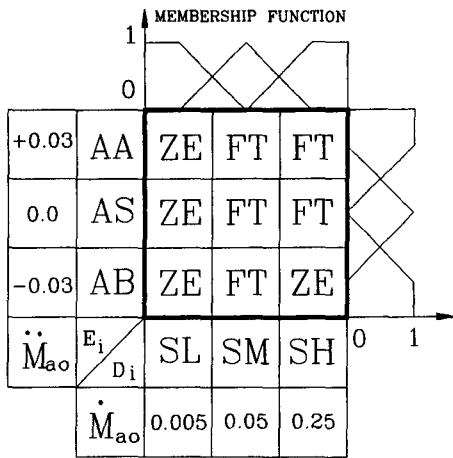 MEMBERSHIP FUNCTION
1
0
+0.03 AA ZE FT FT
0.0 AS ZE FT FT
−0.03 AB ZE FT ZE
0 1
M̈ao Ei Di SL SM SH
Ṁao 0.005 0.05 0.25